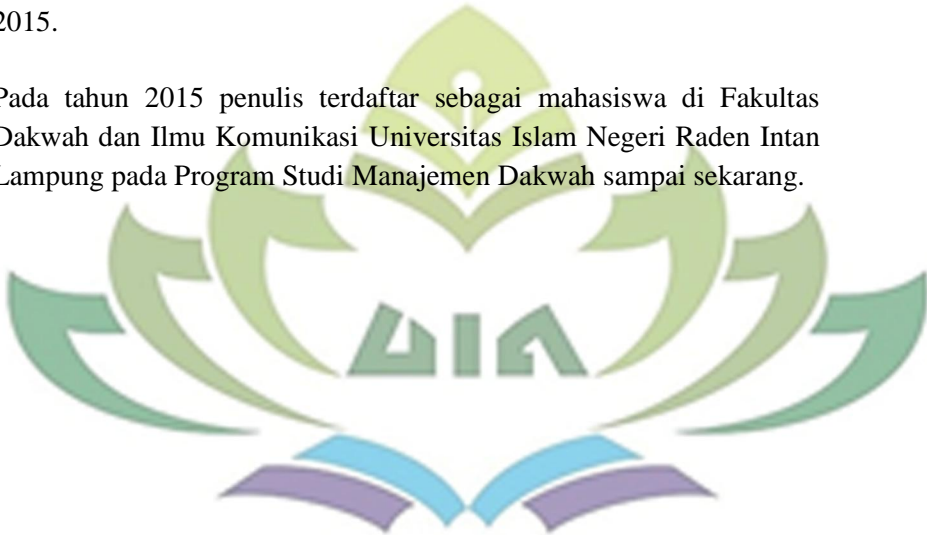 2015.
Pada tahun 2015 penulis terdaftar sebagai mahasiswa di Fakultas
Dakwah dan Ilmu Komunikasi Universitas Islam Negeri Raden Intan
Lampung pada Program Studi Manajemen Dakwah sampai sekarang.
UIN